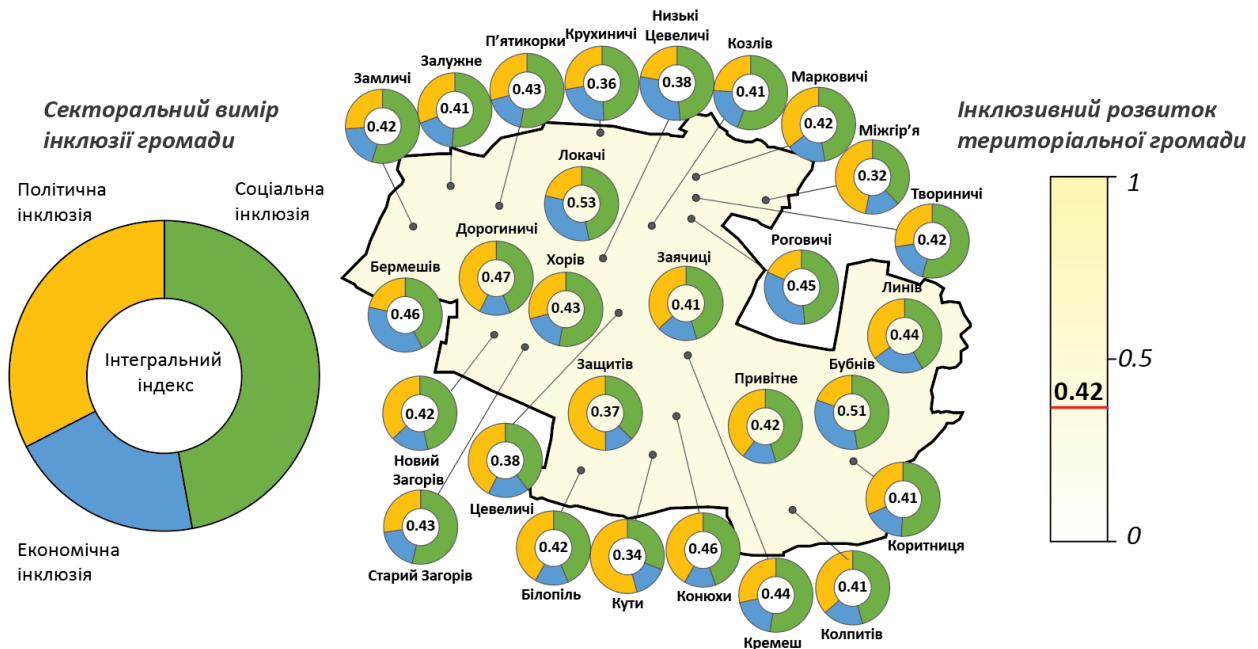 Секторальний вимір
інклюзії громади
Політична
інклюзія
Соціальна
інклюзія
Інтегральний
індекс
Економічна
інклюзія
Замличі
0.42
Залужне
0.41
П'ятикорки
0.43
Крухиничі
0.36
Низькі
Цевеличі
0.38
Козлів
0.41
Марковичі
0.42
Міжгір'я
0.32
Твориничі
0.42
Локачі
0.53
Дорогиничі
0.47
Хорів
0.43
Заячиці
0.41
Роговичі
0.45
Бермешів
0.46
Линів
0.44
Защитів
0.37
Привітне
0.42
Бубнів
0.51
0.42
Новий
Загорів
0.38
Цевеличі
0.43
Старий Загорів
0.42
Білопіль
0.34
Кути
0.46
Конюхи
0.44
Кремеш
0.41
Колпитів
0.41
Коритниця
Інклюзивний розвиток
територіальної громади
1
0.5
0.42
0